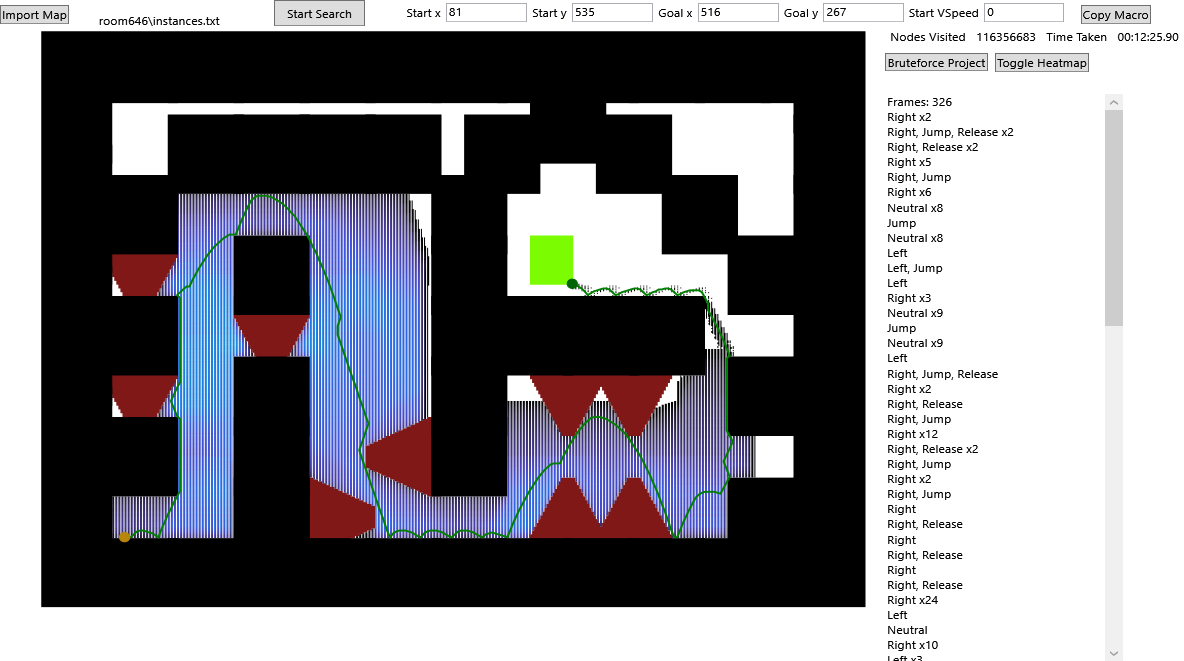 Import Map
room646\instances.txt
Start Search
Start x 81 Start y 535 Goal x 516 Goal y 267 Start VSpeed 0
Copy Macro
Nodes Visited 116356683 Time Taken 00:12:25.90
Bruteforce Project Toggle Heatmap
Frames: 326
Right x2
Right, Jump, Release x2
Right, Release x2
Right x5
Right, Jump
Right x6
Neutral x8
Jump
Neutral x8
Left
Left, Jump
Left
Right x3
Neutral x9
Jump
Neutral x9
Left
Right, Jump, Release
Right x2
Right, Release
Right, Jump
Right x12
Right, Release x2
Right, Jump
Right x2
Right, Jump
Right
Right, Release
Right
Right, Release
Right
Right, Release
Right x24
Left
Neutral
Right x10
Left x3